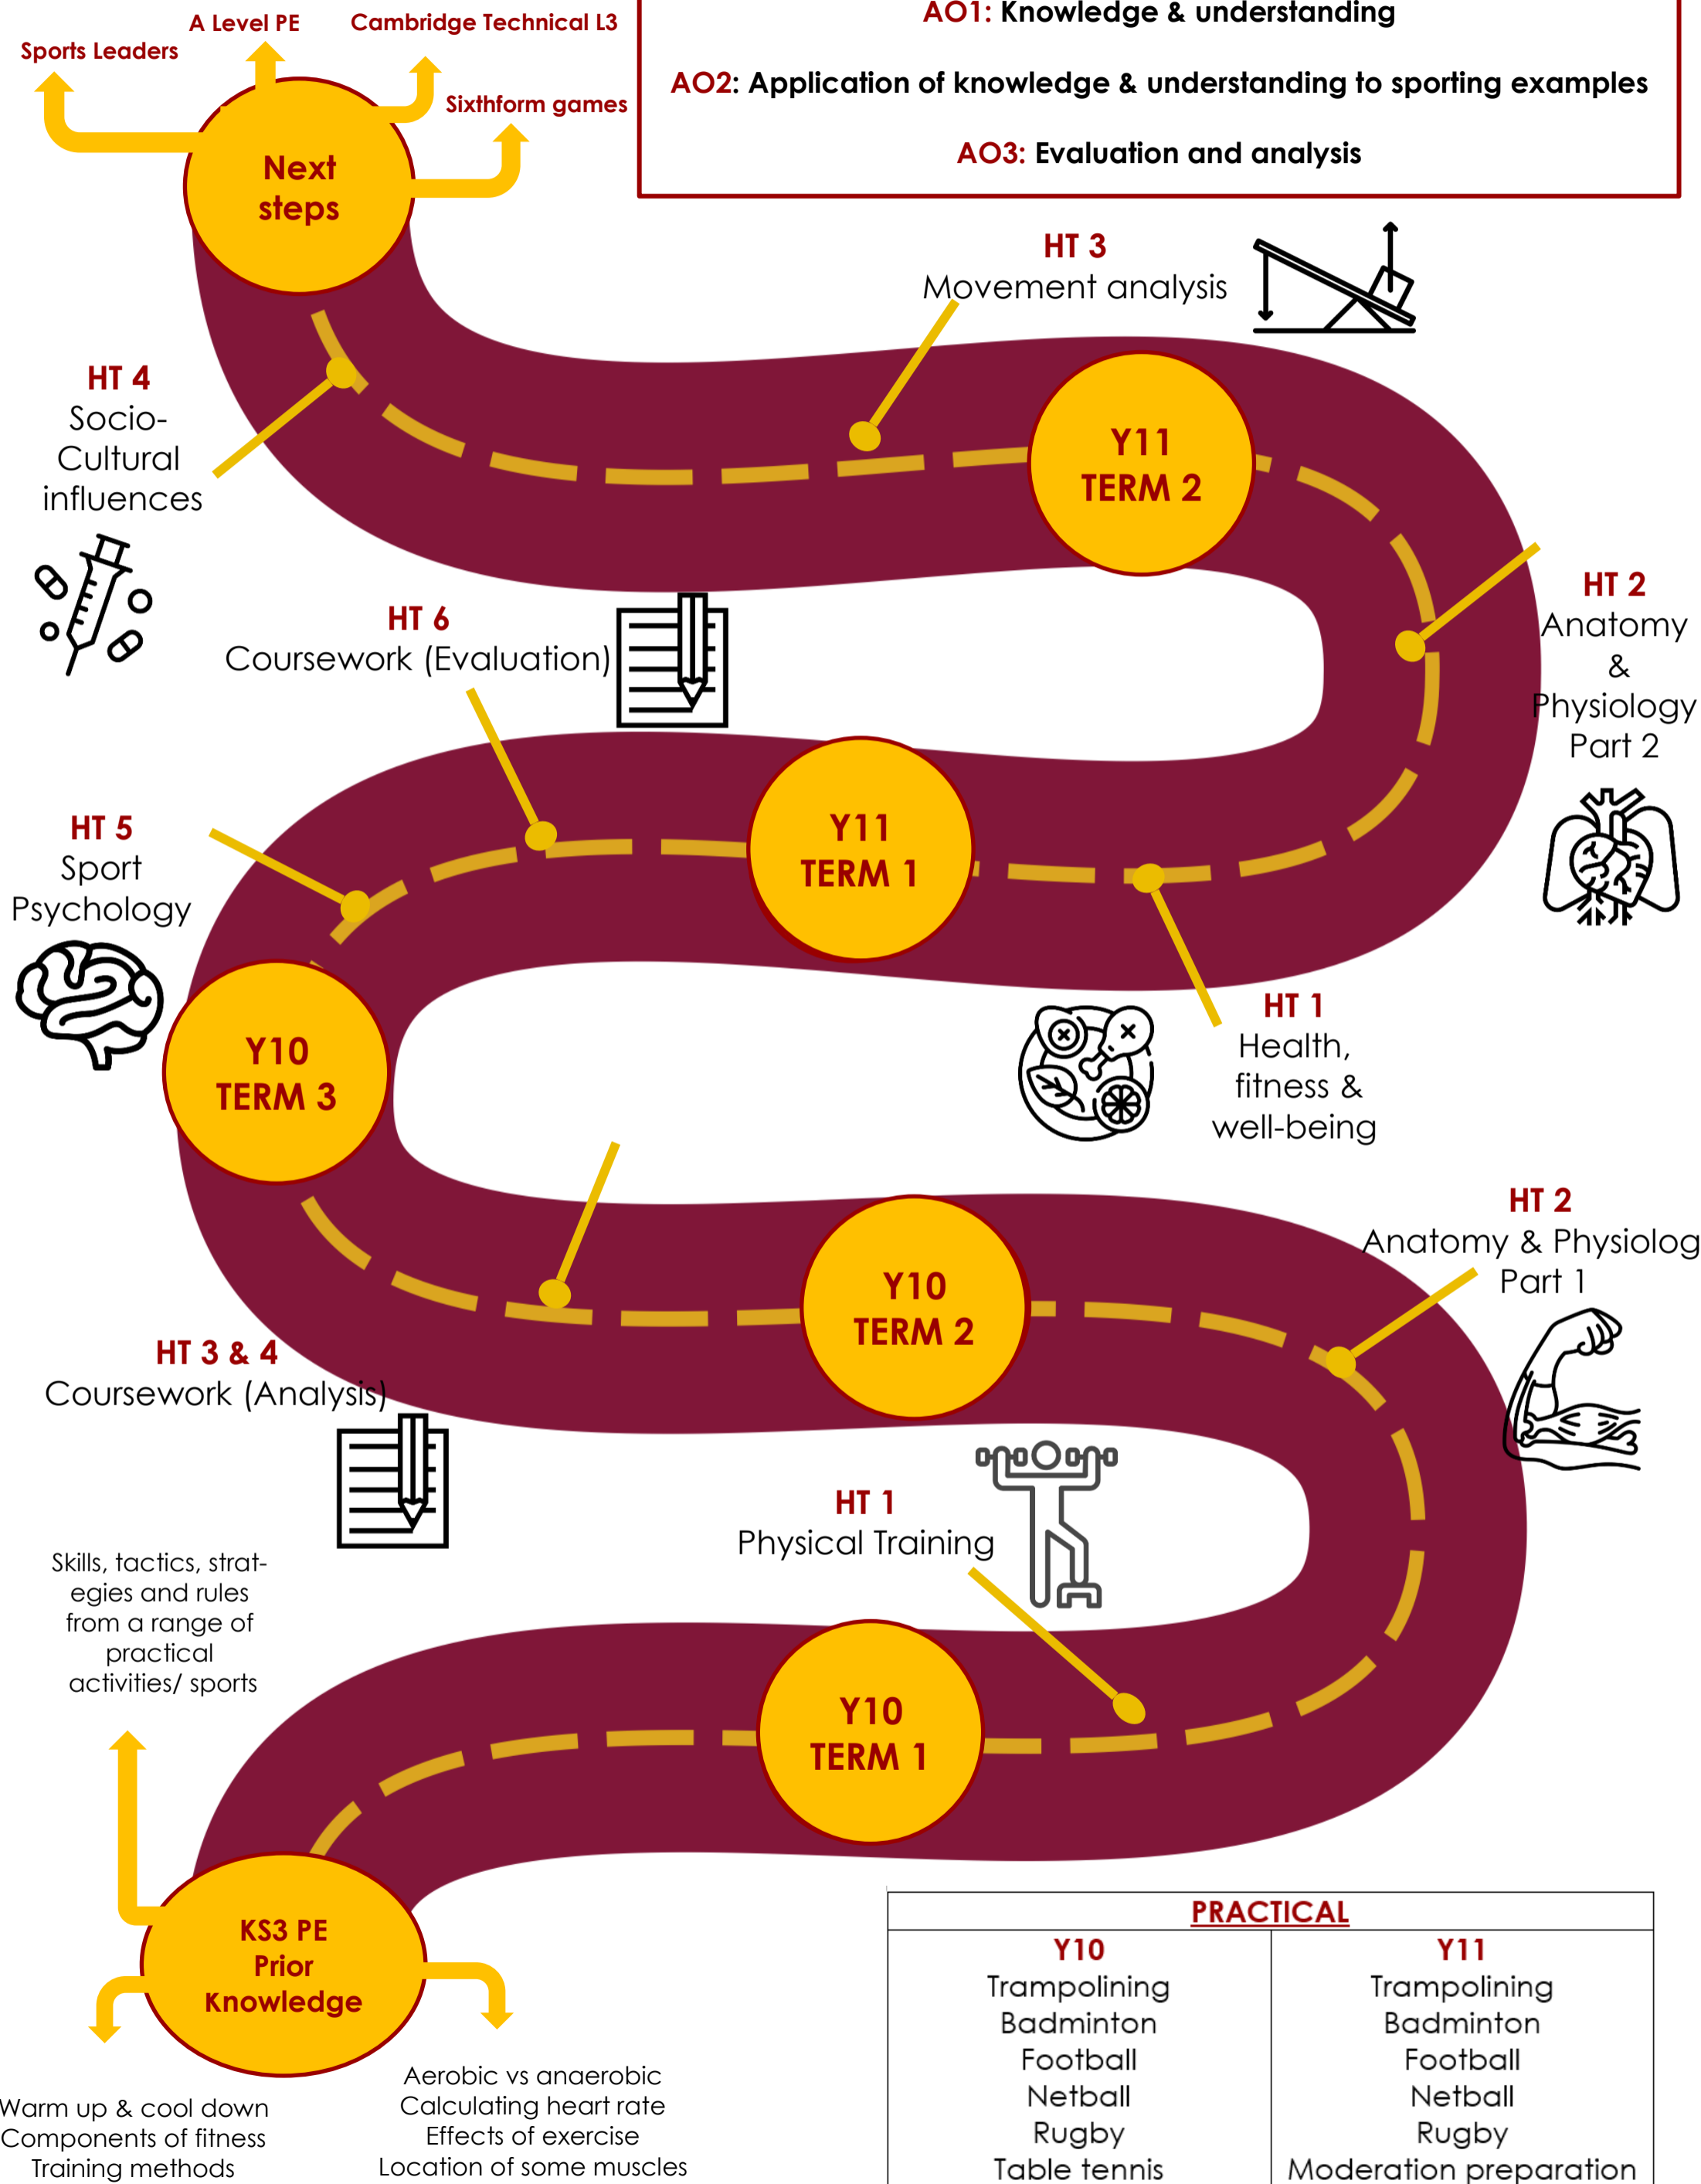 A Level PE
Cambridge Technical L3
Sports Leaders
Sixthform games
Next
steps
AO1: Knowledge & understanding
AO2: Application of knowledge & understanding to sporting examples
AO3: Evaluation and analysis
HT 3
Movement analysis
HT 4
Socio-
Cultural
influences
Y11
TERM 2
HT 2
Anatomy
&
Physiology
Part 2
HT 6
Coursework (Evaluation)
HT 5
Sport
Psychology
Y11
TERM 1
HT 1
Health,
fitness &
well-being
Y10
TERM 3
HT 2
Anatomy & Physiolog
Part 1
Y10
TERM 2
HT 3 & 4
Coursework (Analysis)
HT 1
Physical Training
Skills, tactics, strat-
egies and rules
from a range of
practical
activities/ sports
Y10
TERM 1
KS3 PE
Prior
Knowledge
Warm up & cool down
Components of fitness
Training methods
Aerobic vs anaerobic
Calculating heart rate
Effects of exercise
Location of some muscles
PRACTICAL
Y10
Trampolining
Badminton
Football
Netball
Rugby
Table tennis
Y11
Trampolining
Badminton
Football
Netball
Rugby
Moderation preparation